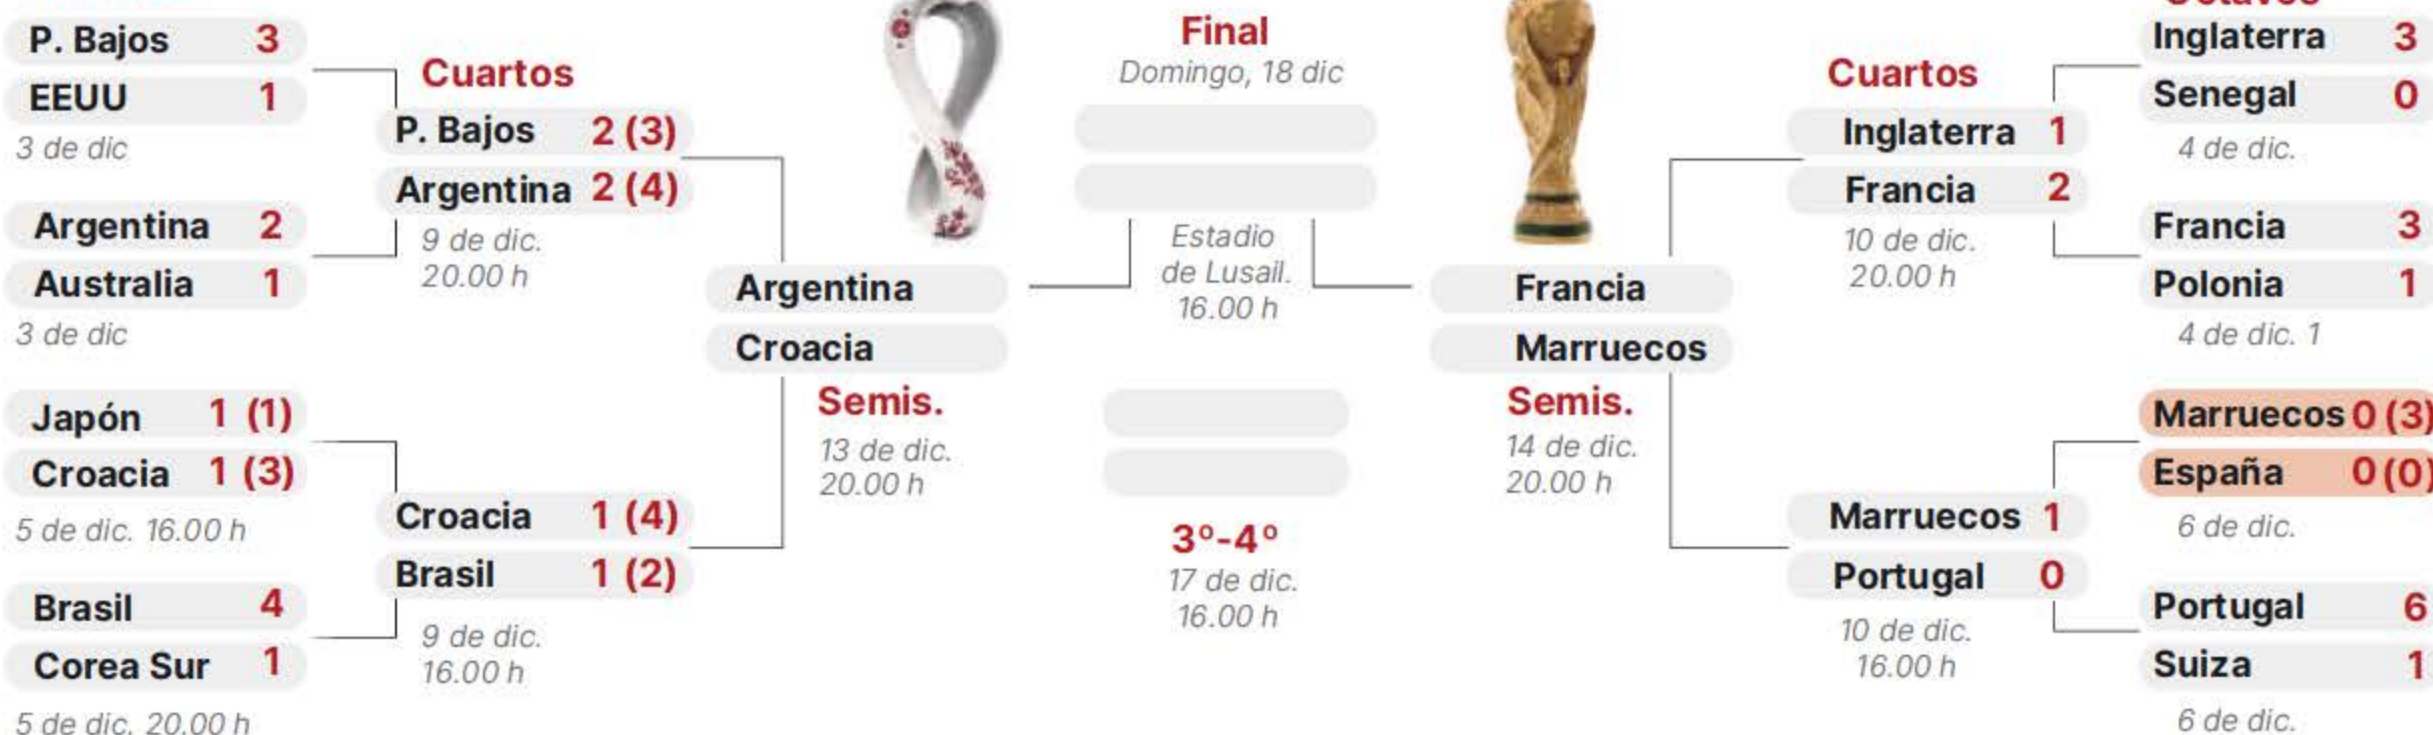 P. Bajos 3
EEUU 1
3 de dic
Argentina 2
Australia 1
3 de dic
Japón 1 (1)
Croacia 1 (3)
5 de dic. 16.00 h
Brasil 4
Corea Sur 1
5 de dic. 20.00 h
Cuartos
P. Bajos 2 (3)
Argentina 2 (4)
9 de dic.
20.00 h
Croacia 1 (4)
Brasil 1 (2)
9 de dic.
16.00 h
Argentina
Croacia
Semis.
13 de dic.
20.00 h
Final
Domingo, 18 dic
Estadio
de Lusail.
16.00 h
3º-4º
17 de dic.
16.00 h
Francia
Marruecos
Semis.
14 de dic.
20.00 h
Cuartos
Inglaterra 1
Francia 2
10 de dic.
20.00 h
Marruecos 1
Portugal 0
10 de dic.
16.00 h
Inglaterra 3
Senegal 0
4 de dic.
Francia 3
Polonia 1
4 de dic. 1
Marruecos 0 (3)
España 0 (0)
6 de dic.
Portugal 6
Suiza 1
6 de dic.